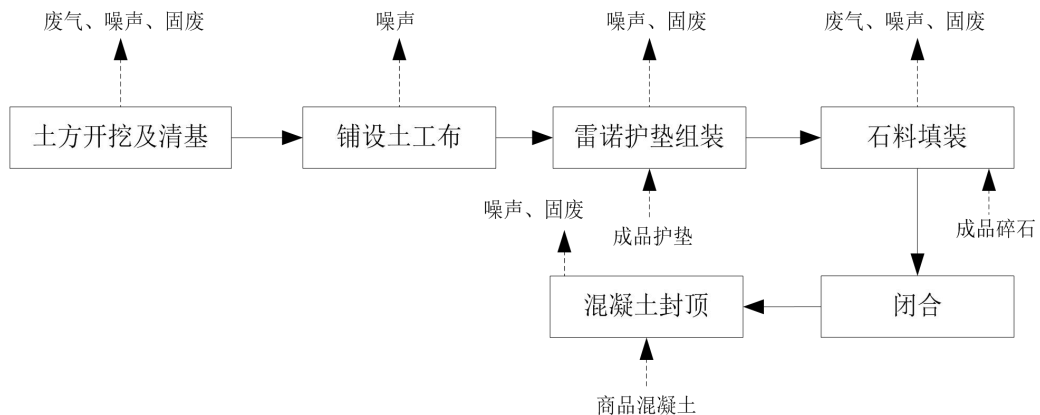 废气、噪声、固废
噪声
噪声、固废
废气、噪声、固废
土方开挖及清基
铺设土工布
雷诺护垫组装
石料填装
噪声、固废
成品护垫
成品碎石
混凝土封顶
闭合
商品混凝土